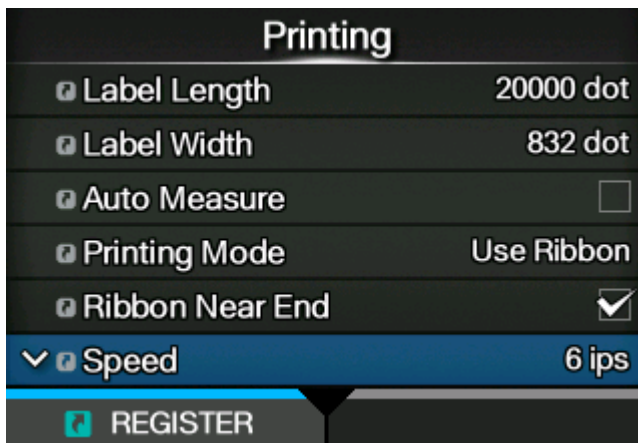 Printing
Label Length 20000 dot
Label Width 832 dot
Auto Measure
Printing Mode Use Ribbon
Ribbon Near End
Speed 6 ips
REGISTER